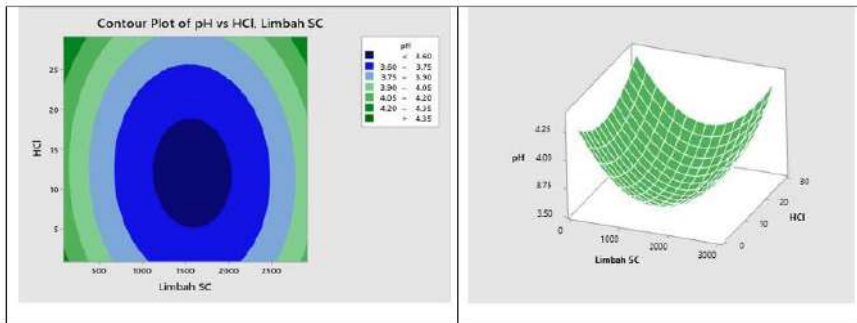 Contour Plot of pH vs HCl, Limbah SC
pH
< 3.60
3.60 – 3.75
3.75 – 3.90
3.90 – 4.05
4.05 – 4.20
4.20 – 4.35
> 4.35
25
20
15
10
5
HCl
500 1000 1500 2000 2500
Limbah SC
4.25
4.00
3.75
3.50
pH
0 1000 2000 3000
Limbah SC
30
20
10
0
HCl